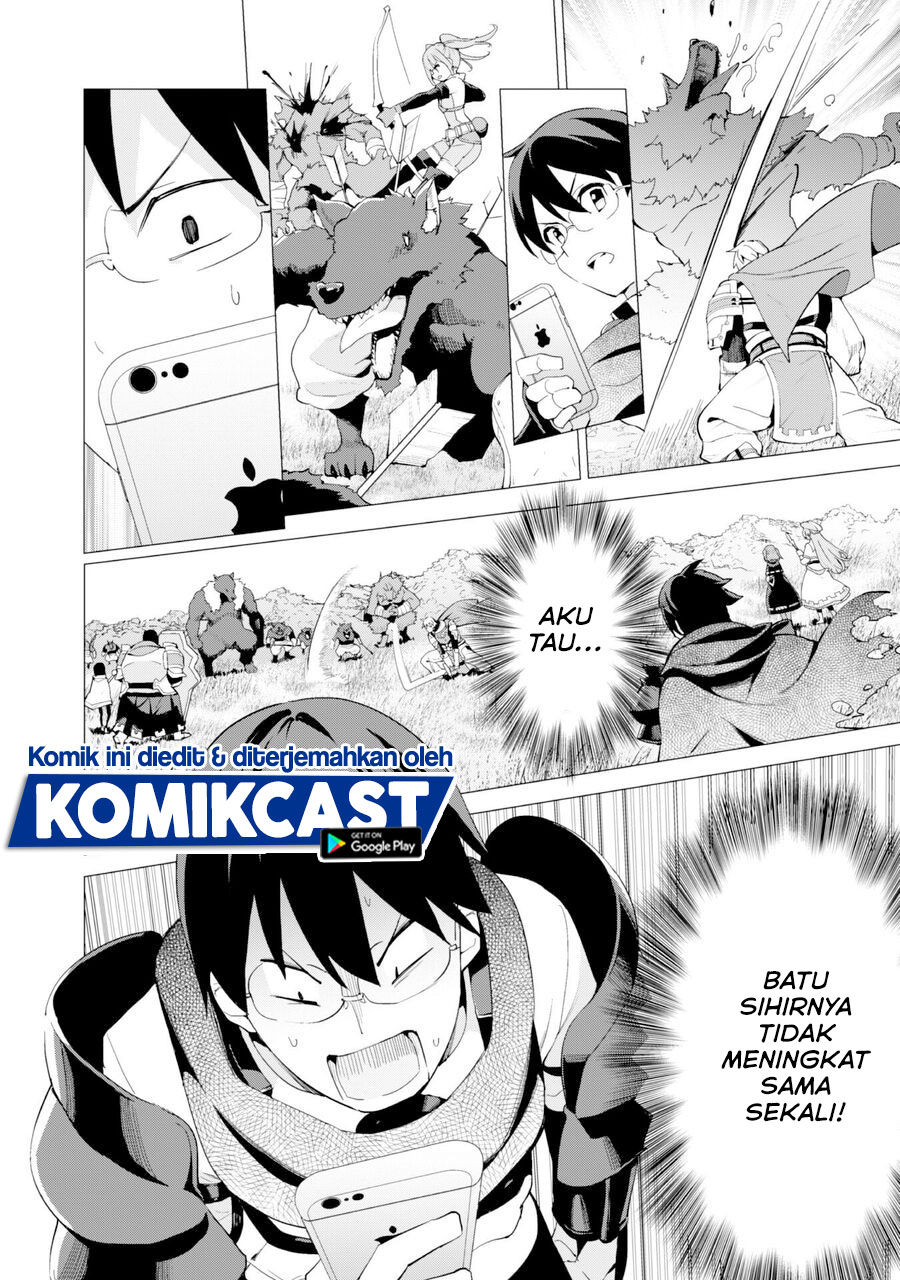 AKU
TAU...
Komik ini diedit & diterjemahkan oleh
KOMIKCAST
GET IT ON
Google Play
BATU
SIHIRNYA
TIDAK
MENINGKAT
SAMA
SEKALI!